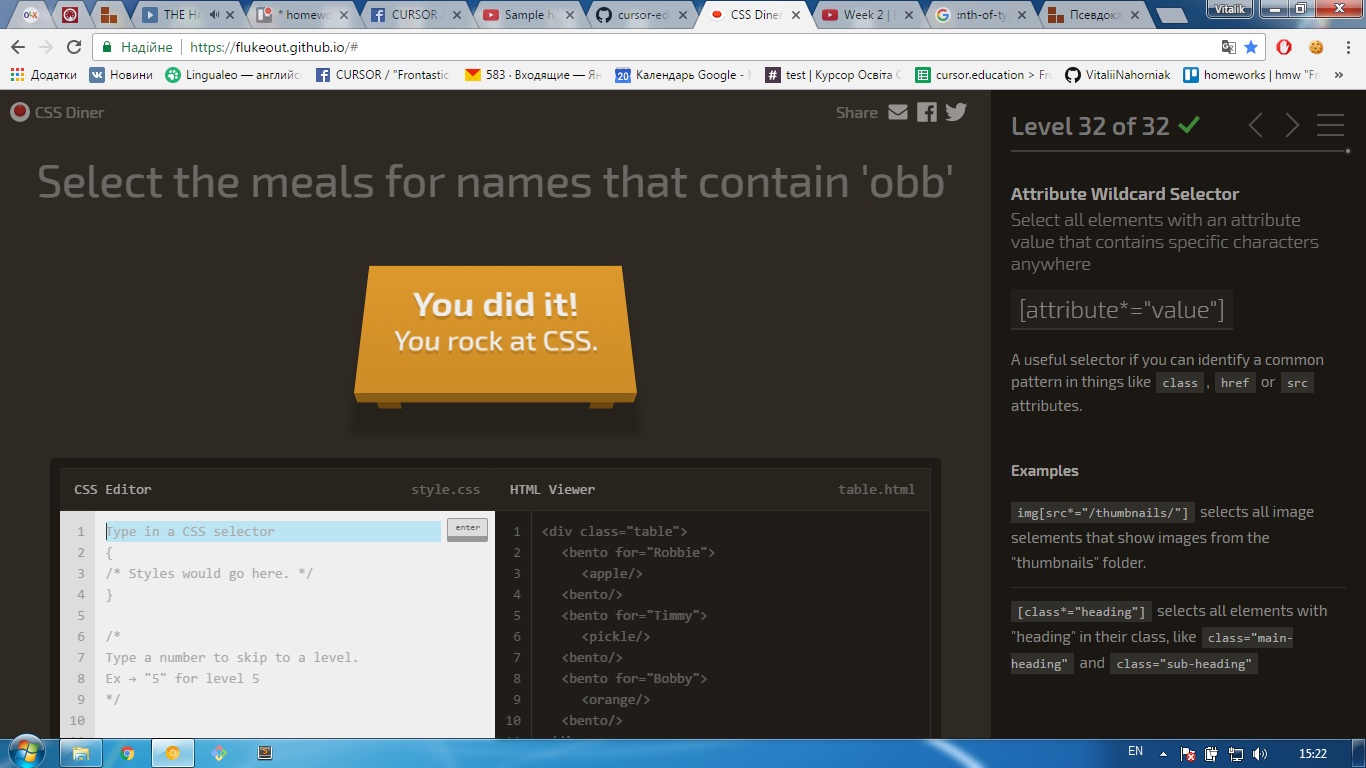 THE HA
* homewo
CURSOR /
Sample h
cursor-ed
CSS Diner
Week 2 |
:nth-of-ty
Псевдокл
Vitalik
Надійне
https://flukeout.github.io/#
Додатки
Новини
Lingualeo — английс
CURSOR / "Frontastic
583 · Входящие — Ян
20
Календарь Google -
test | Курсор Освіта
cursor.education > Fr
VitaliiNahorniak
homeworks | hmw "Fr
»
CSS Diner
Share
Select the meals for names that contain 'obb'
You did it!
You rock at CSS.
CSS Editor
style.css
HTML Viewer
table.html
1 Type in a CSS selector
enter
2 {
3 /* Styles would go here. */
4 }
5
6 /*
7 Type a number to skip to a level.
8 Ex → "5" for level 5
9 */
10
1 <div class="table">
2 <bento for="Robbie">
3 <apple/>
4 <bento/>
5 <bento for="Timmy">
6 <pickle/>
7 <bento/>
8 <bento for="Bobby">
9 <orange/>
10 <bento/>
Level 32 of 32
Attribute Wildcard Selector
Select all elements with an attribute
value that contains specific characters
anywhere
[attribute*="value"]
A useful selector if you can identify a common
pattern in things like class , href or src
attributes.
Examples
img[src*="/thumbnails/"] selects all image
selements that show images from the
"thumbnails" folder.
[class*="heading"] selects all elements with
"heading" in their class, like class="main-
heading" and class="sub-heading"
EN
15:22